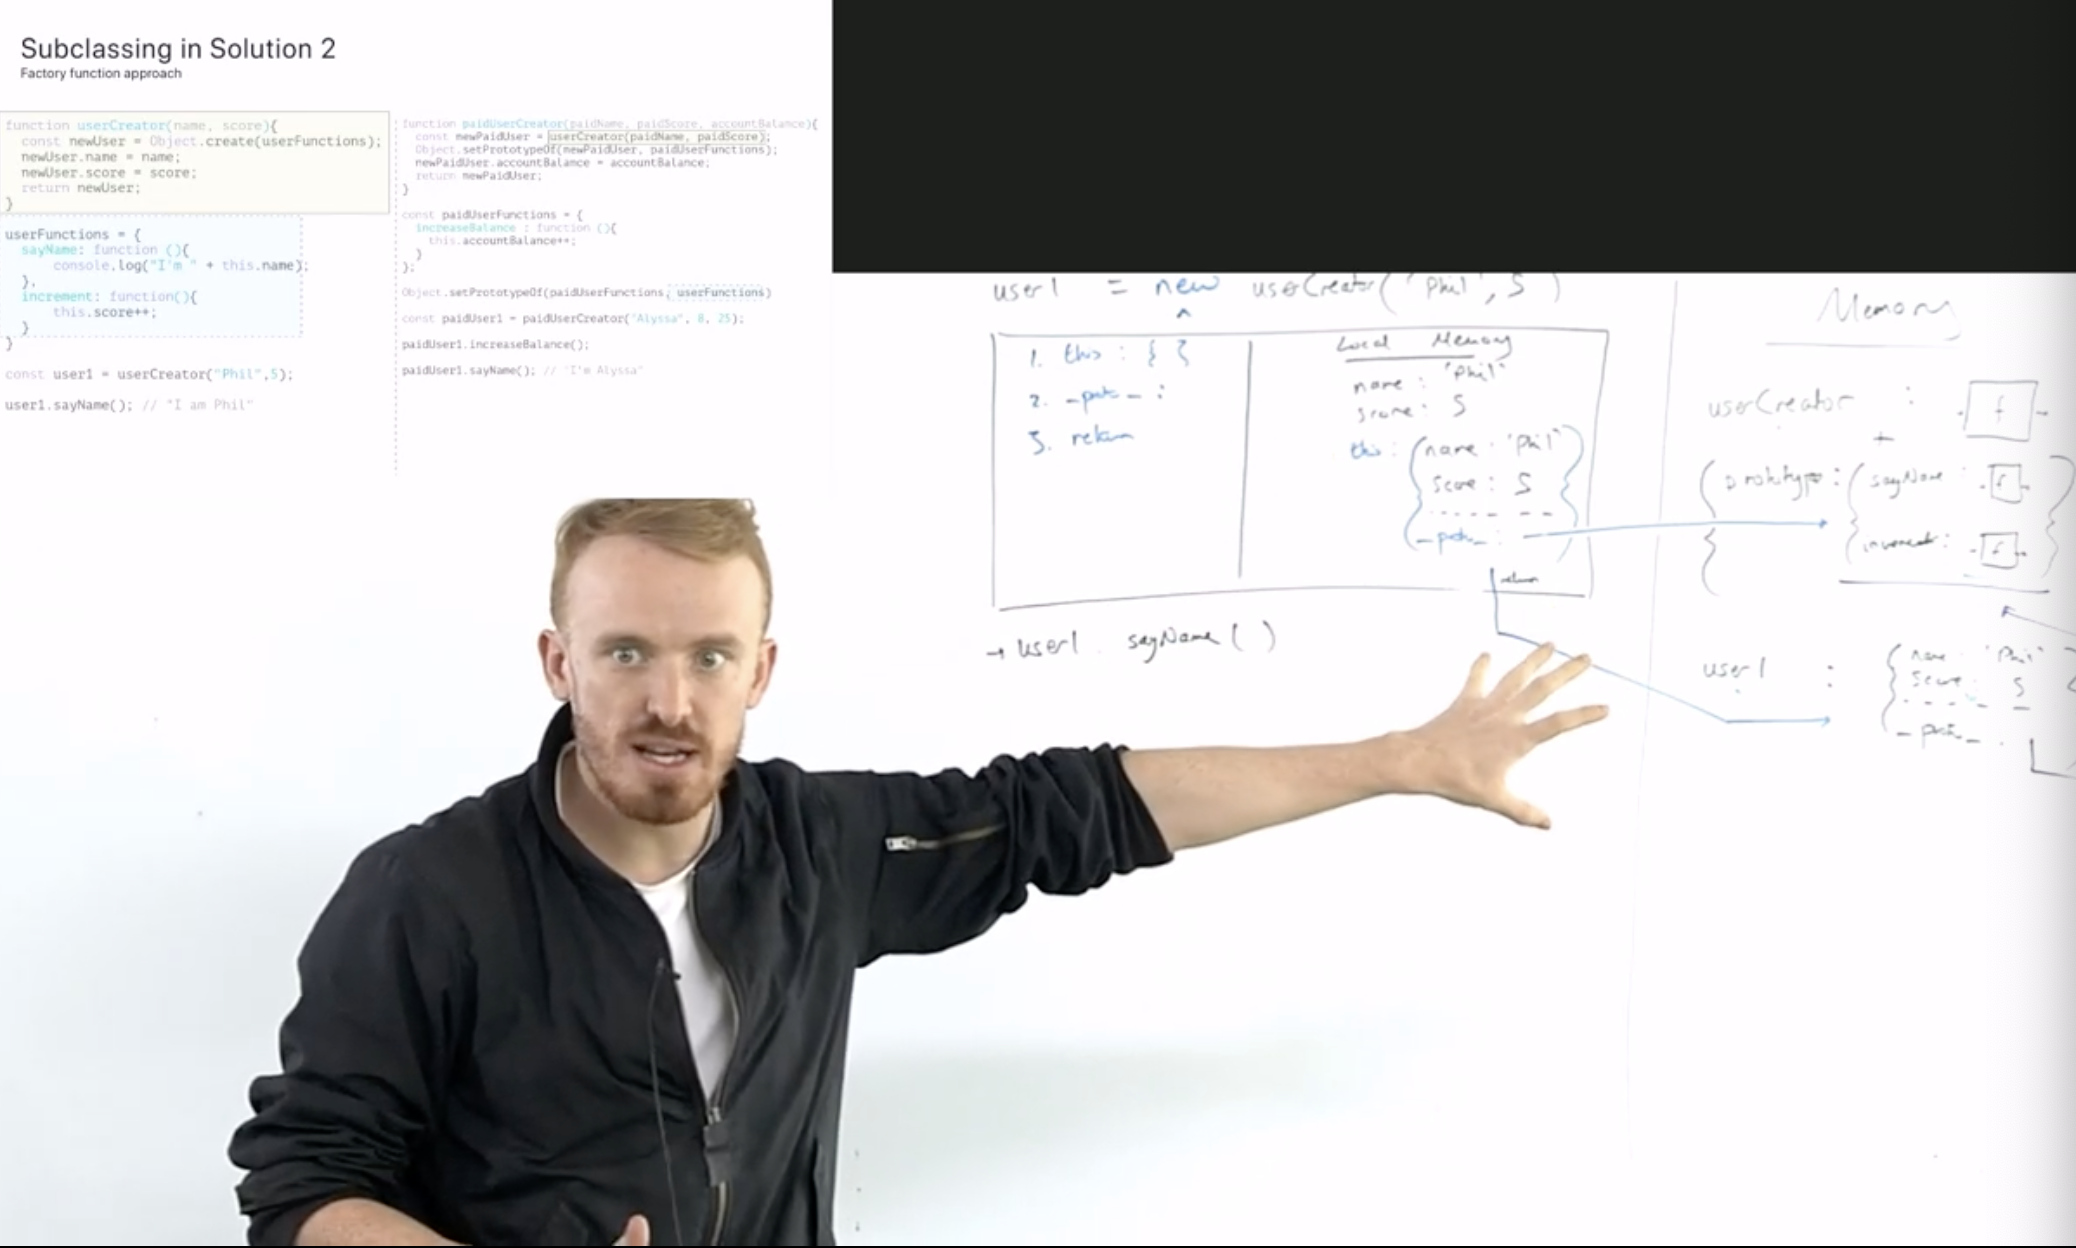 Subclassing in Solution 2
Factory function approach
function userCreator(name, score){
const newUser = Object.create(userFunctions);
newUser.name = name;
newUser.score = score;
return newUser;
}
userFunctions = {
sayName: function (){
console.log("I'm " + this.name);
},
increment: function(){
this.score++;
}
}
const user1 = userCreator("Phil",5);
user1.sayName(); // "I am Phil"
function paidUserCreator(paidName, paidScore, accountBalance){
const newPaidUser = userCreator(paidName, paidScore);
Object.setPrototypeOf(newPaidUser, paidUserFunctions);
newPaidUser.accountBalance = accountBalance;
return newPaidUser;
}
const paidUserFunctions = {
increaseBalance : function (){
this.accountBalance++;
}
};
Object.setPrototypeOf(paidUserFunctions, userFunctions)
const paidUser1 = paidUserCreator("Alyssa", 8, 25);
paidUser1.increaseBalance();
paidUser1.sayName(); // "I'm Alyssa"
user1 = new userCreator('Phil', 5)
^
1. this : { }
2. _proto_ :
3. return
Local Memory
name : 'Phil'
score : 5
this : { name : 'Phil'
score : 5
_proto_ :
return
→ user1 . sayName ( )
Memory
userCreator : f
+
{ prototype : { sayName : f
increment : f
user1 : { name : 'Phil'
score : 5
_proto_ :